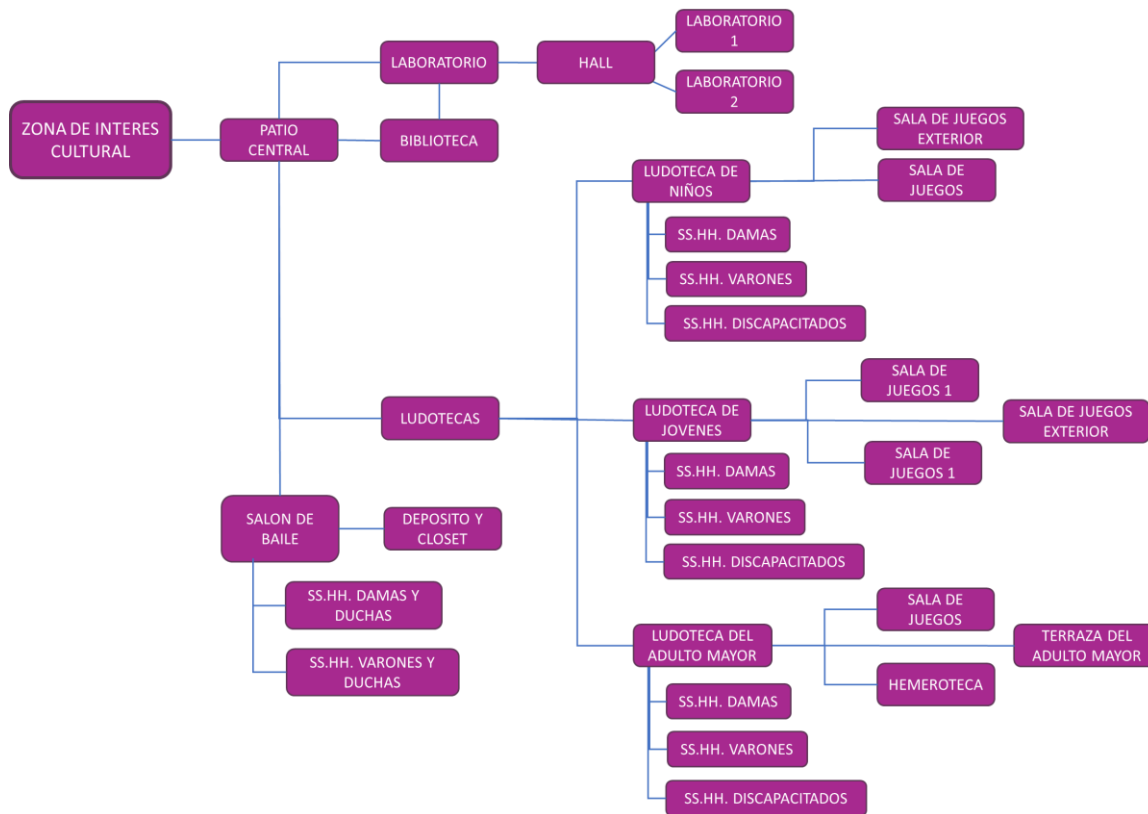 ZONA DE INTERES
CULTURAL
PATIO
CENTRAL
LABORATORIO
HALL
LABORATORIO
1
LABORATORIO
2
BIBLIOTECA
LUDOTECAS
LUDOTECA DE
NIÑOS
SALA DE JUEGOS
EXTERIOR
SALA DE
JUEGOS
SS.HH. DAMAS
SS.HH. VARONES
SS.HH. DISCAPACITADOS
LUDOTECA DE
JOVENES
SALA DE
JUEGOS 1
SALA DE JUEGOS
EXTERIOR
SALA DE
JUEGOS 1
SS.HH. DAMAS
SS.HH. VARONES
SS.HH. DISCAPACITADOS
LUDOTECA DEL
ADULTO MAYOR
SALA DE
JUEGOS
TERRAZA DEL
ADULTO MAYOR
HEMEROTECA
SS.HH. DAMAS
SS.HH. VARONES
SS.HH. DISCAPACITADOS
SALON DE
BAILE
DEPOSITO Y
CLOSET
SS.HH. DAMAS Y
DUCHAS
SS.HH. VARONES Y
DUCHAS